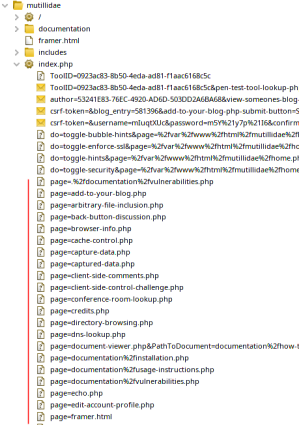 mutillidae
/
documentation
framer.html
includes
index.php
ToolID=0923ac83-8b50-4eda-ad81-f1aac6168c5c
ToolID=0923ac83-8b50-4eda-ad81-f1aac6168c5c&pen-test-tool-lookup-ph
author=53241E83-76EC-4920-AD6D-503DD2A6BA68&view-someones-blog-
csrf-token=&blog_entry=581396&add-to-your-blog-php-submit-button=S
csrf-token=&username=mIuqtXUc&password=m5Y%21y7p%21I6&confirm
do=toggle-bubble-hints&page=%2fvar%2fwww%2fhtml%2fmutillidae%2f
do=toggle-enforce-ssl&page=%2fvar%2fwww%2fhtml%2fmutillidae%2fho
do=toggle-hints&page=%2fvar%2fwww%2fhtml%2fmutillidae%2fhome.p
do=toggle-security&page=%2fvar%2fwww%2fhtml%2fmutillidae%2fhome
page=.%2fdocumentation%2fvulnerabilities.php
page=add-to-your-blog.php
page=arbitrary-file-inclusion.php
page=back-button-discussion.php
page=browser-info.php
page=cache-control.php
page=capture-data.php
page=captured-data.php
page=client-side-comments.php
page=client-side-control-challenge.php
page=conference-room-lookup.php
page=credits.php
page=directory-browsing.php
page=dns-lookup.php
page=document-viewer.php&PathToDocument=documentation%2fhow-t
page=documentation%2finstallation.php
page=documentation%2fusage-instructions.php
page=documentation%2fvulnerabilities.php
page=echo.php
page=edit-account-profile.php
page=framer.html